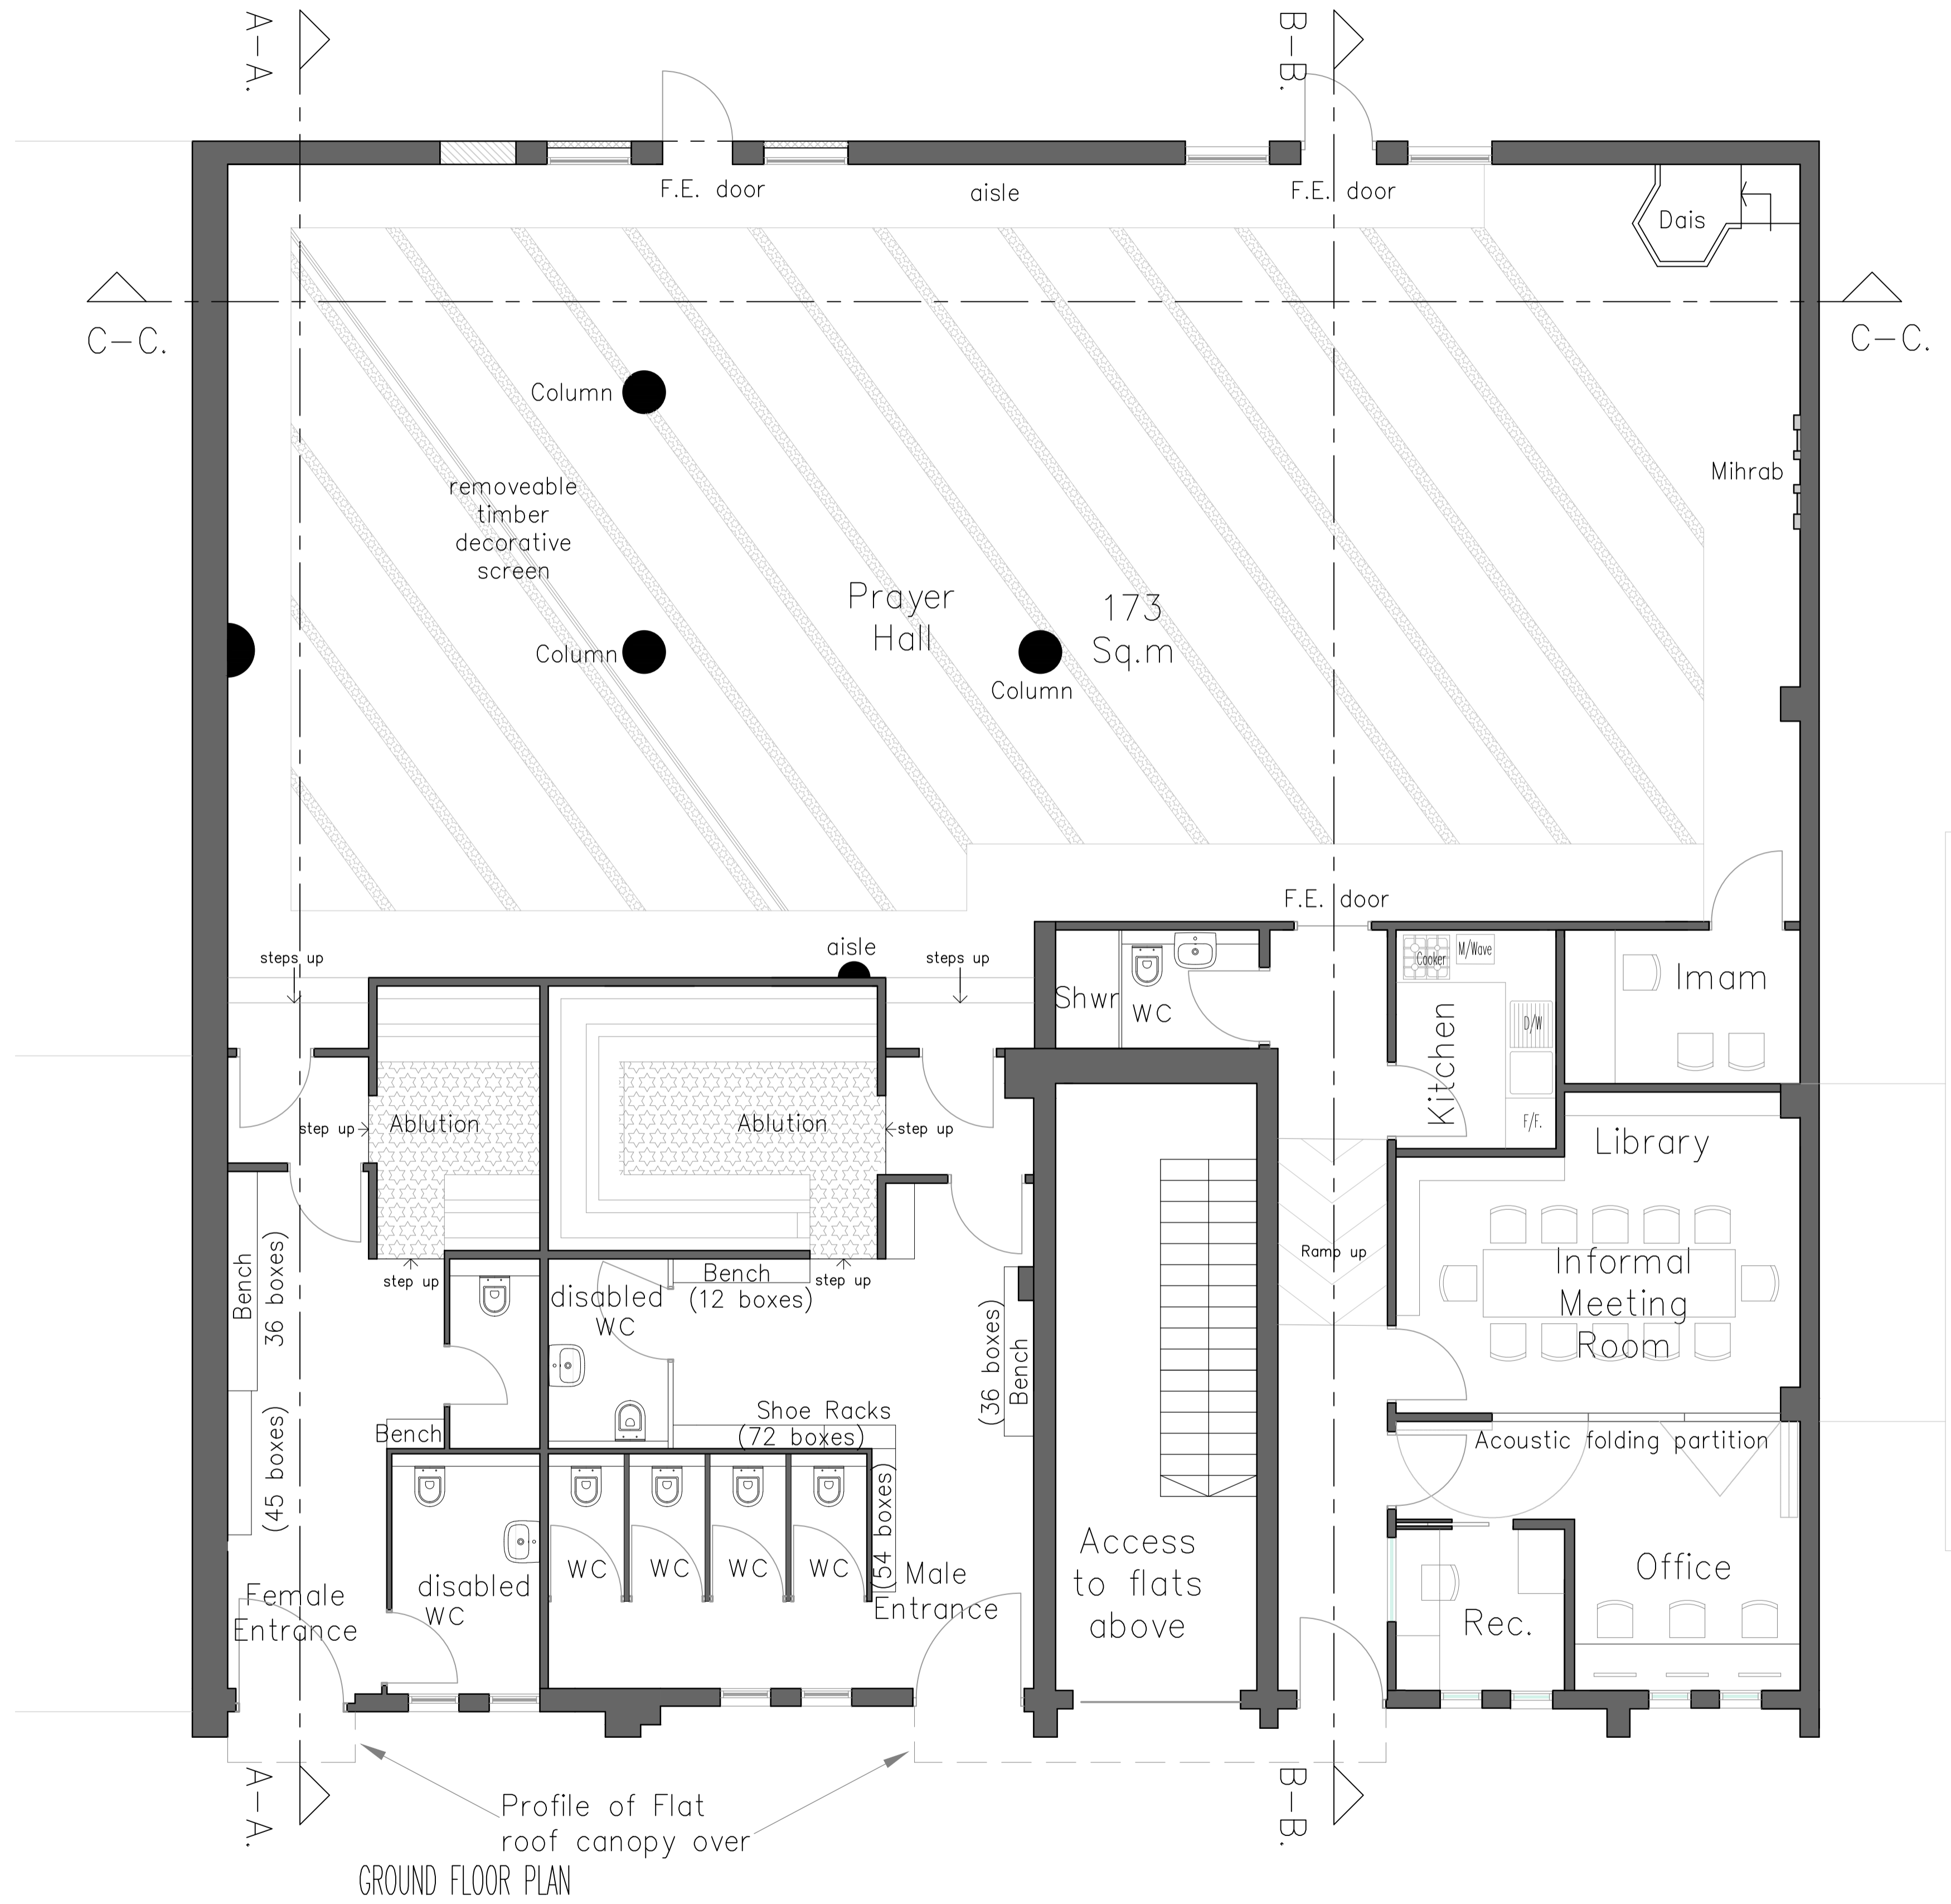 A-A.
B-B.
F.E. door
aisle
F.E. door
Dais
C-C.
C-C.
Column
Mihrab
removeable
timber
decorative
screen
Prayer
Hall
173
Sq.m
Column
Column
F.E. door
aisle
steps up
steps up
Cooker
M/Wave
Shwr
WC
Imam
D/W
Kitchen
F/F.
step up
Ablution
Ablution
step up
Library
Bench
36 boxes)
step up
Bench
(12 boxes)
step up
disabled
WC
Ramp up
Informal
Meeting
Room
(36 boxes)
Bench
Shoe Racks
(72 boxes)
Bench
(45 boxes)
Acoustic folding partition
(54 boxes)
WC
WC
WC
WC
Access
to flats
above
Male
Entrance
Female
Entrance
disabled
WC
Office
Rec.
A-A.
B-B.
Profile of Flat
roof canopy over
GROUND FLOOR PLAN